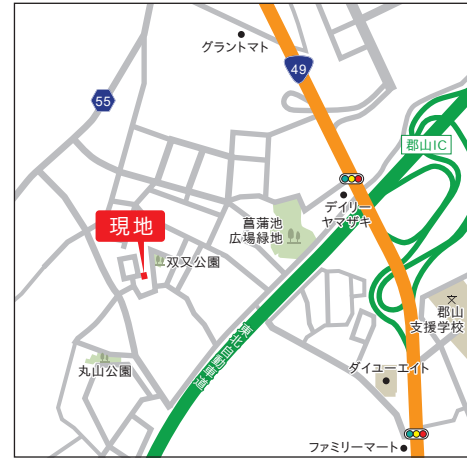 グラントマト
49
55
郡山IC
デイリー
ヤマザキ
現地
菖蒲池
広場緑地
双又公園
郡山
支援学校
東北自動車道
丸山公園
ダイユーエイト
ファミリーマート